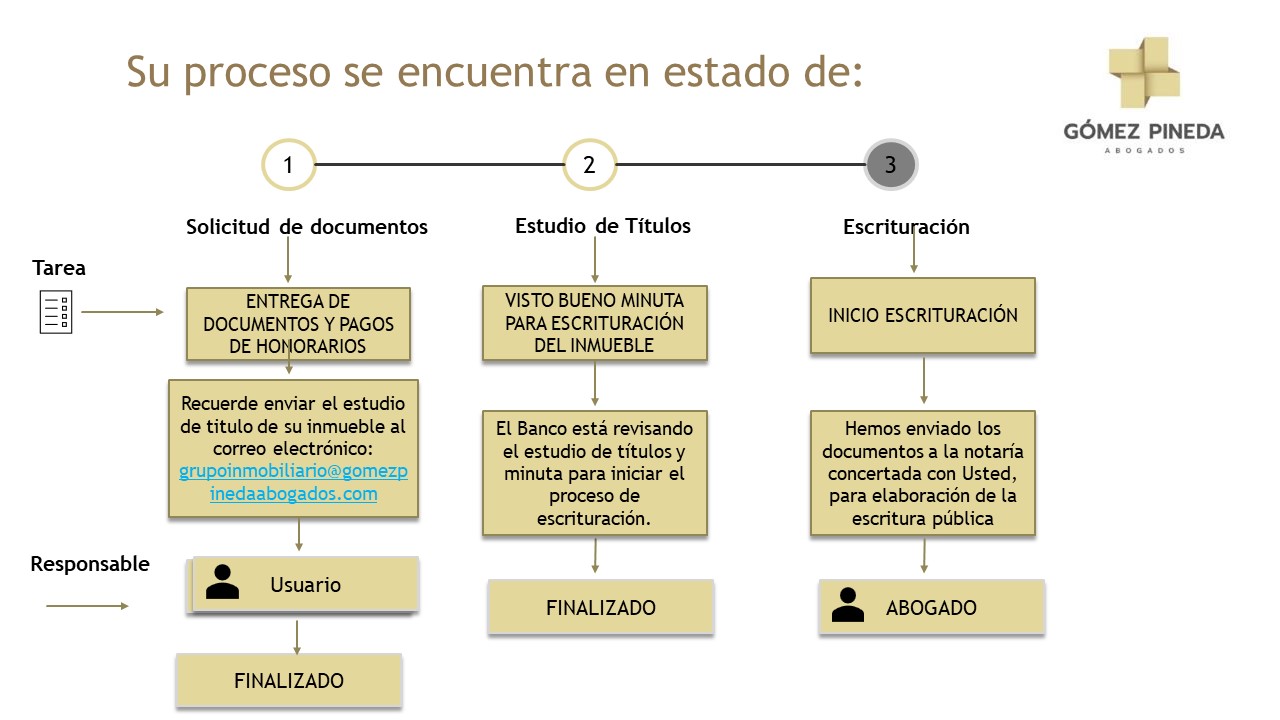 Su proceso se encuentra en estado de:
GÓMEZ PINEDA
ABOGADOS
1
2
3
Solicitud de documentos
Estudio de Títulos
Escrituración
Tarea
ENTREGA DE
DOCUMENTOS Y PAGOS
DE HONORARIOS
VISTO BUENO MINUTA
PARA ESCRITURACIÓN
DEL INMUEBLE
INICIO ESCRITURACIÓN
Recuerde enviar el estudio
de titulo de su inmueble al
correo electrónico:
grupoinmobiliario@gomezp
inedaabogados.com
El Banco está revisando
el estudio de títulos y
minuta para iniciar el
proceso de
escrituración.
Hemos enviado los
documentos a la notaría
concertada con Usted,
para elaboración de la
escritura pública
Responsable
Usuario
FINALIZADO
ABOGADO
FINALIZADO